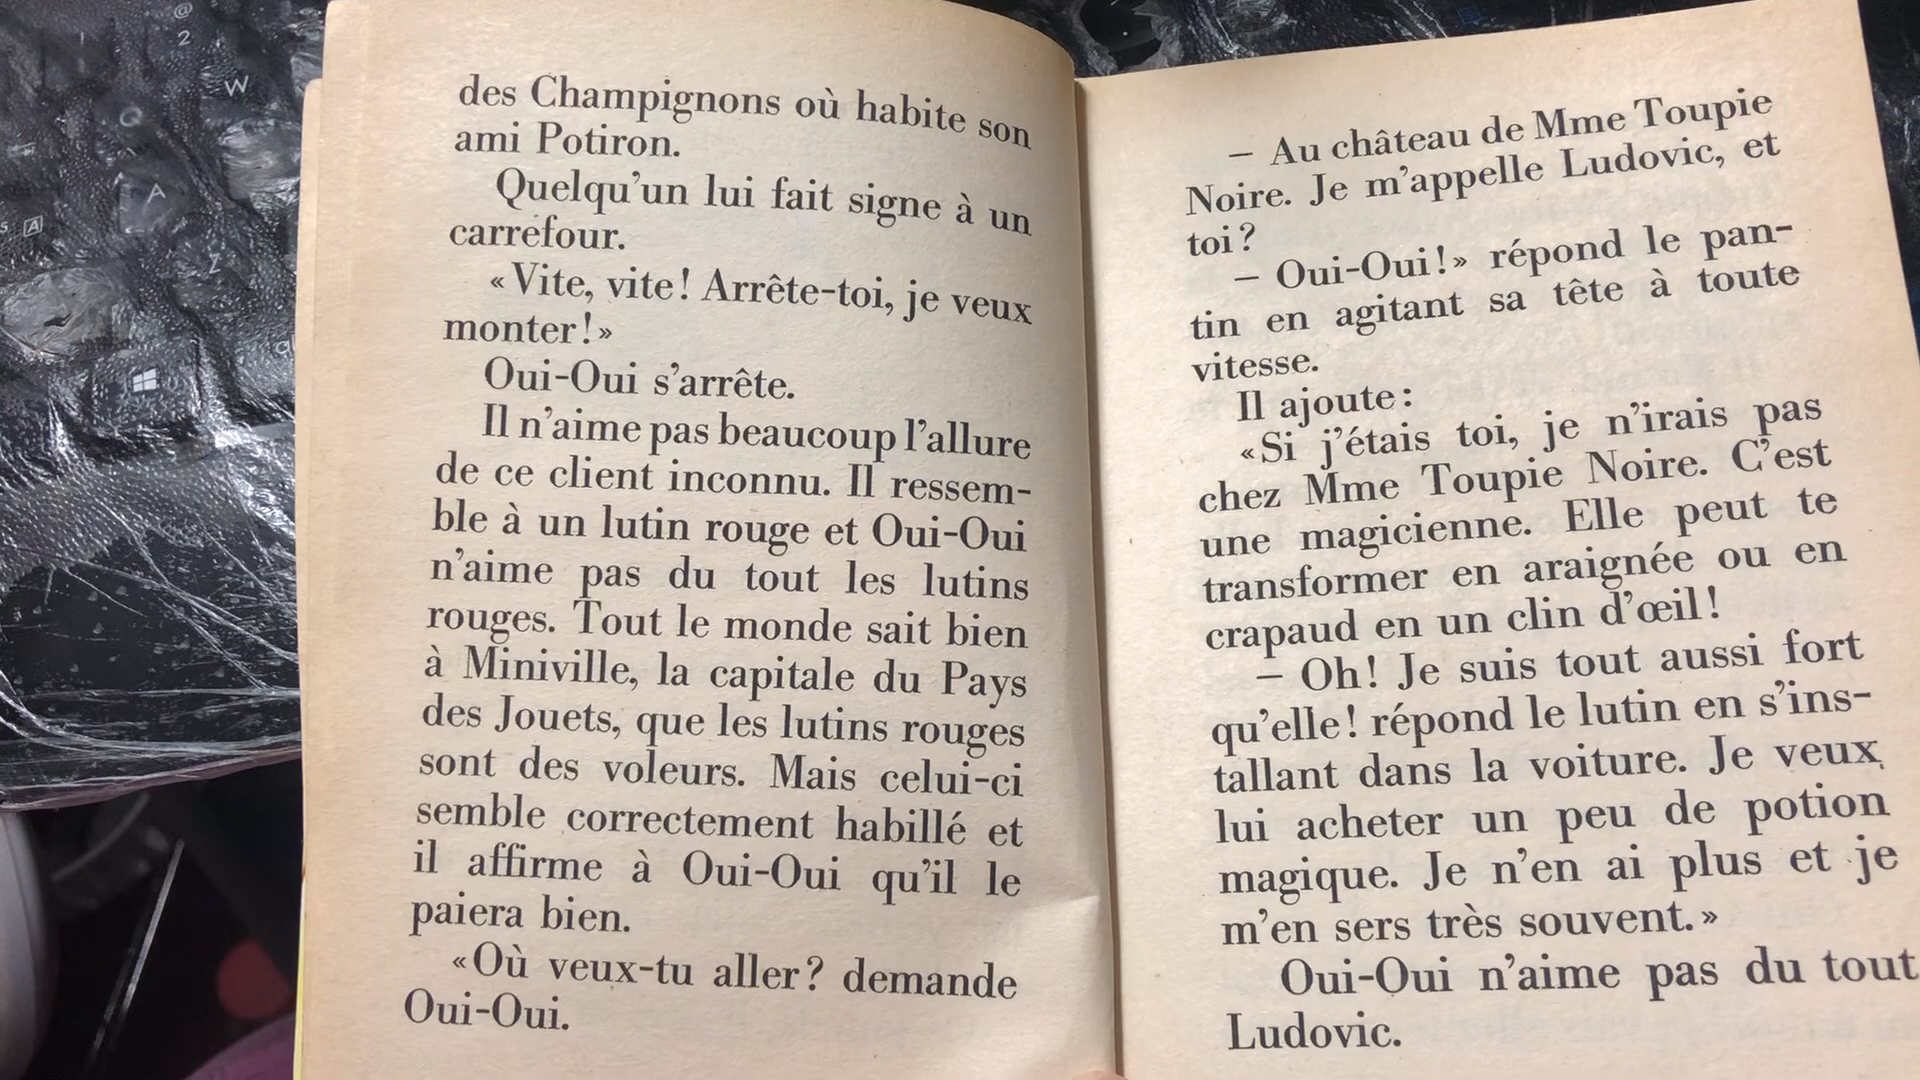 des Champignons où habite son
ami Potiron.
Quelqu'un lui fait signe à un
carrefour.
«Vite, vite! Arrête-toi, je veux
monter!»
Oui-Oui s'arrête.
Il n'aime pas beaucoup l'allure
de ce client inconnu. Il ressem-
ble à un lutin rouge et Oui-Oui
n'aime pas du tout les lutins
rouges. Tout le monde sait bien
à Miniville, la capitale du Pays
des Jouets, que les lutins rouges
sont des voleurs. Mais celui-ci
semble correctement habillé et
il affirme à Oui-Oui qu'il le
paiera bien.
«Où veux-tu aller? demande
Oui-Oui.
– Au château de Mme Toupie
Noire. Je m'appelle Ludovic, et
toi?
– Oui-Oui!» répond le pan-
tin en agitant sa tête à toute
vitesse.
Il ajoute:
«Si j'étais toi, je n'irais pas
chez Mme Toupie Noire. C'est
une magicienne. Elle peut te
transformer en araignée ou en
crapaud en un clin d'œil!
– Oh! Je suis tout aussi fort
qu'elle! répond le lutin en s'ins-
tallant dans la voiture. Je veux
lui acheter un peu de potion
magique. Je n'en ai plus et je
m'en sers très souvent.»
Oui-Oui n'aime pas du tout
Ludovic.
@
2
W
Q
A
A
Z